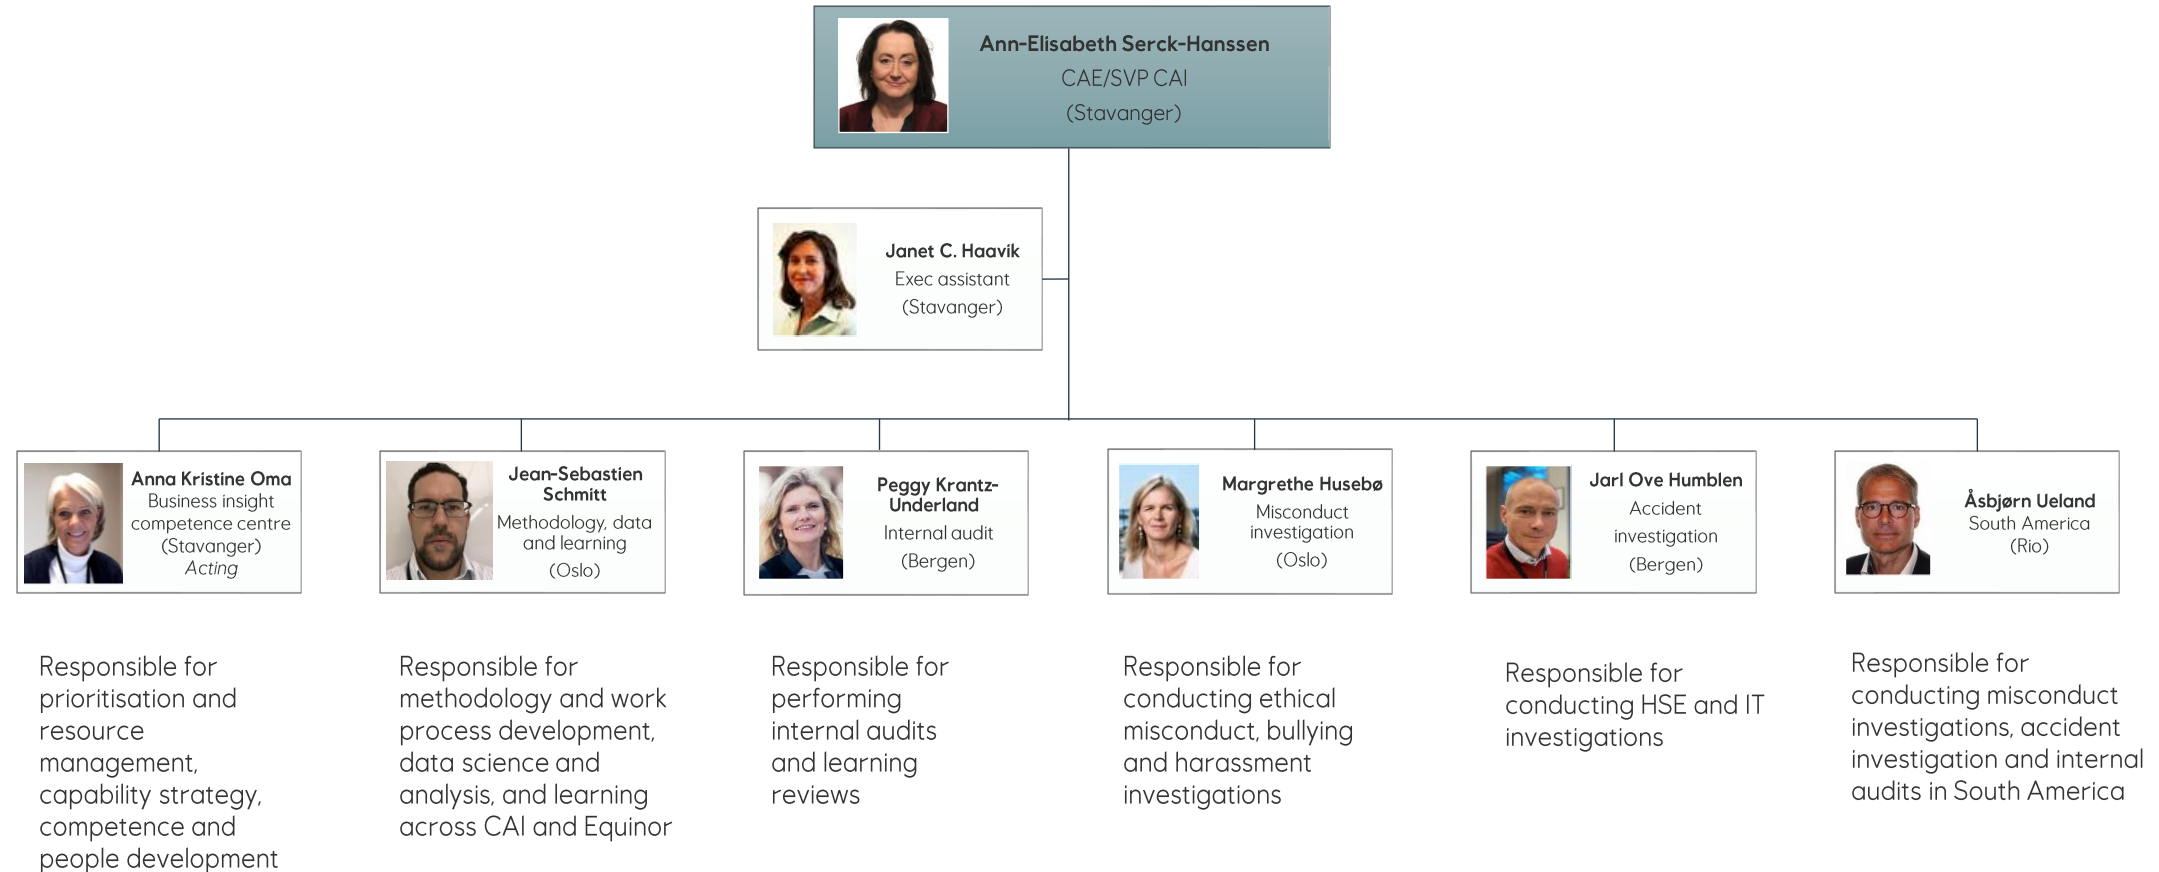 Ann-Elisabeth Serck-Hanssen
CAE/SVP CAI
(Stavanger)
Janet C. Haavik
Exec assistant
(Stavanger)
Anna Kristine Oma
Business insight
competence centre
(Stavanger)
Acting
Jean-Sebastien
Schmitt
Methodology, data
and learning
(Oslo)
Peggy Krantz-
Underland
Internal audit
(Bergen)
Margrethe Husebø
Misconduct
investigation
(Oslo)
Jarl Ove Humblen
Accident
investigation
(Bergen)
Åsbjørn Ueland
South America
(Rio)
Responsible for
prioritisation and
resource
management,
capability strategy,
competence and
people development
Responsible for
methodology and work
process development,
data science and
analysis, and learning
across CAI and Equinor
Responsible for
performing
internal audits
and learning
reviews
Responsible for
conducting ethical
misconduct, bullying
and harassment
investigations
Responsible for
conducting HSE and IT
investigations
Responsible for
conducting misconduct
investigations, accident
investigation and internal
audits in South America